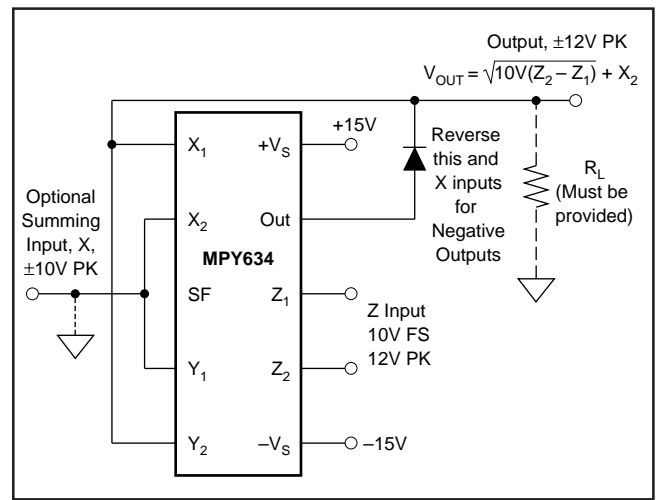 Output, ±12V PK
V_OUT = √10V(Z₂ – Z₁) + X₂
+15V
X₁
+V_S
Reverse
this and
X inputs
for
Negative
Outputs
R_L
(Must be
provided)
Optional
Summing
Input, X,
±10V PK
X₂
Out
MPY634
SF
Z₁
Z Input
10V FS
12V PK
Y₁
Z₂
Y₂
–V_S
–15V